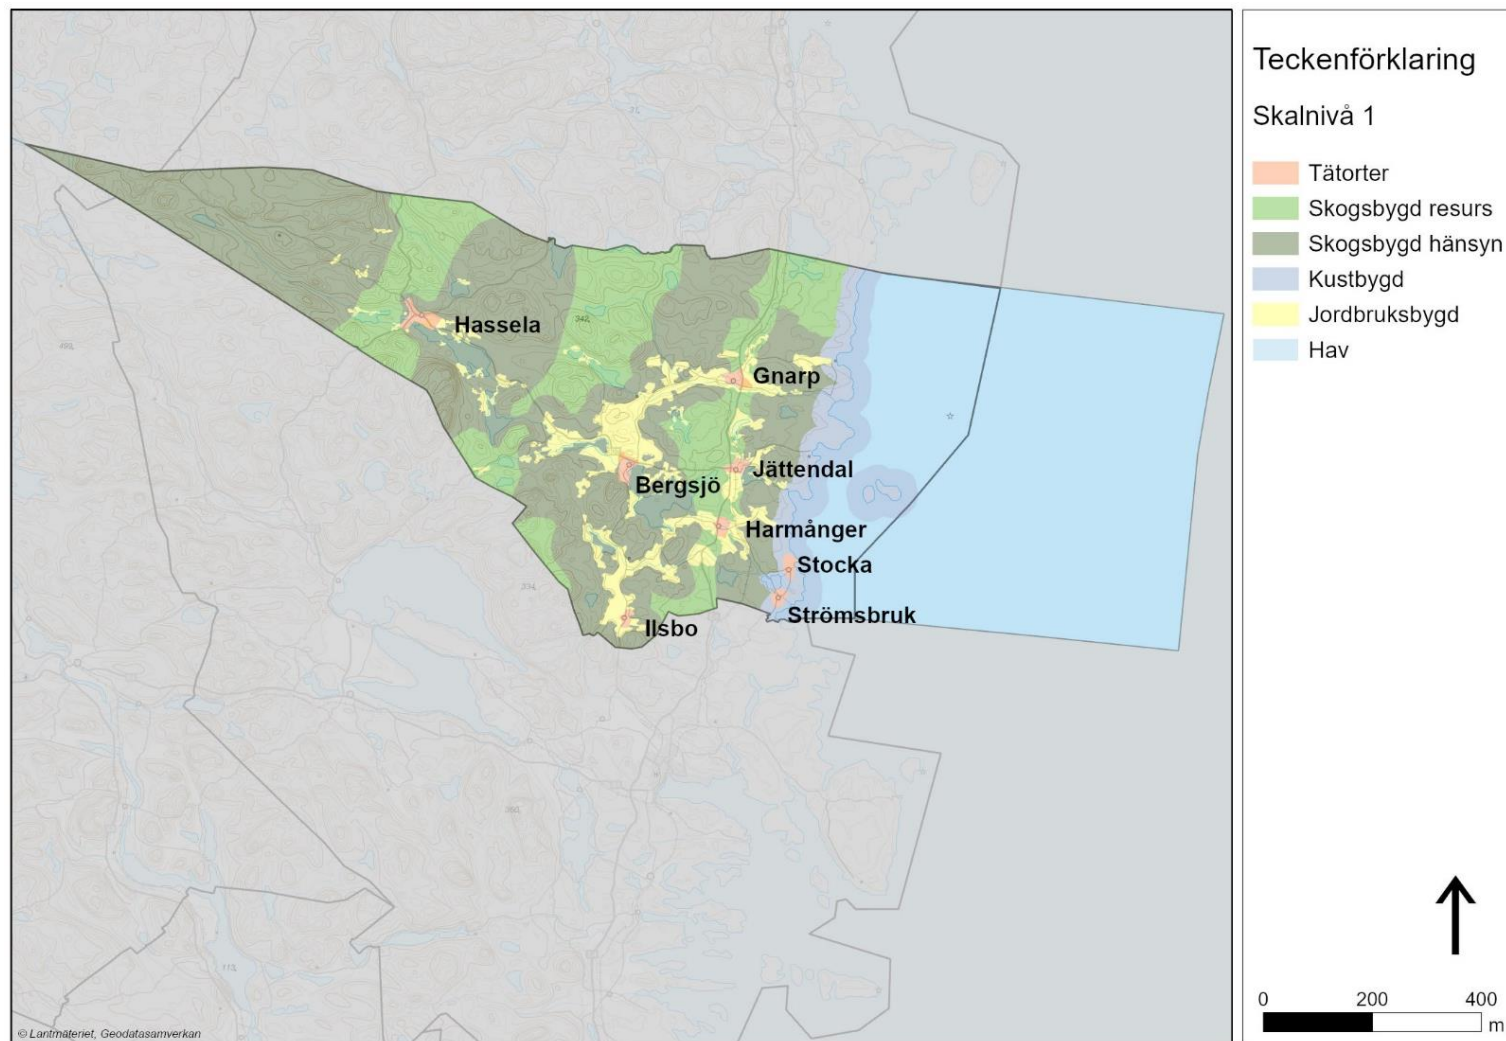 Teckenförklaring
Skalnivå 1
Tätorter
Skogsbygd resurs
Skogsbygd hänsyn
Kustbygd
Jordbruksbygd
Hav
Hassela
Gnarp
Jättendal
Bergsjö
Harmånger
Stocka
Strömsbruk
Ilsbo
0 200 400
m
© Lantmäteriet, Geodatasamverkan